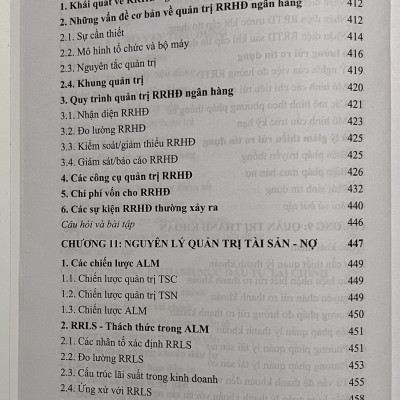 1. Khái quát về RRHĐ
2. Những vấn đề cơ bản về quản trị RRHĐ ngân hàng 412
2.1. Sự cần thiết 412
2.2. Mô hình tổ chức và bộ máy 414
2.3. Nguyên tắc quản trị 416
2.4. Khung quản trị 419
3. Quy trình quản trị RRHĐ ngân hàng 420
3.1. Nhận diện RRHĐ 421
3.2. Đo lường RRHĐ 423
3.3. Kiểm soát/giảm thiểu RRHĐ 425
3.4. Giám sát/báo cáo RRHĐ 425
4. Các công cụ quản trị RRHĐ 426
5. Chi phí vốn cho RRHĐ 432
6. Các sự kiện RRHĐ thường xảy ra 440
Câu hỏi và bài tập 446
CHƯƠNG 11: NGUYÊN LÝ QUẢN TRỊ TÀI SẢN - NỢ 447
1. Các chiến lược ALM 449
1.1. Chiến lược quản trị TSC 449
1.2. Chiến lược quản trị TSN 449
1.3. Chiến lược ALM 450
2. RRLS - Thách thức trong ALM 451
2.1. Các nhân tố xác định RRLS 451
2.2. Đo lường RRLS 453
2.3. Cấu trúc lãi suất trong kinh doanh 455
2.4. Ứng xử với RRLS 458